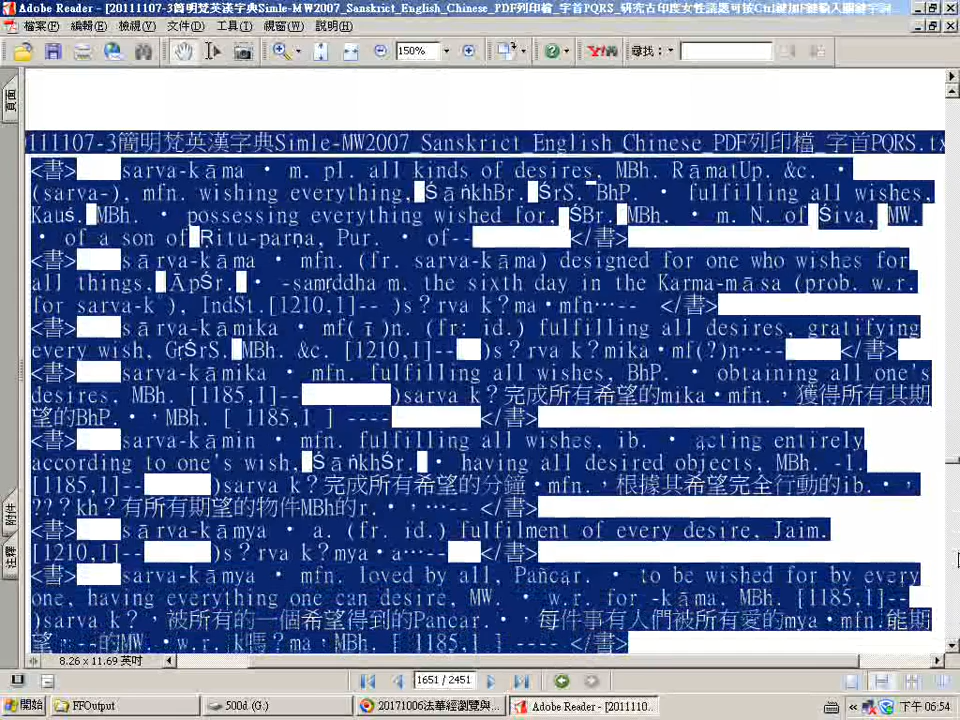 Adobe Reader - [20111107-3簡明梵英漢字典Simle-MW2007_Sanskrit_English_Chinese_PDF列印檔_字首PQRS_研究古印度女性議題可按Ctrl鍵加F鍵輸入關鍵字詞
檔案(F) 編輯(E) 檢視(V) 文件(D) 工具(T) 視窗(W) 說明(H)
150% 尋找:
頁面
111107-3簡明梵英漢字典Simle-MW2007_Sanskrict_English_Chinese_PDF列印檔_字首PQRS.tx
<書> sarva-kāma ‧ m. pl. all kinds of desires, MBh. RāmatUp. &c. ‧
(sarva-), mfn. wishing everything, ŚāṅkhBr. ŚrS. BhP. ‧ fulfilling all wishes,
Kauś. MBh. ‧ possessing everything wished for, ŚBr. MBh. ‧ m. N. of Śiva, MW.
‧ of a son of Ritu-parṇa, Pur. ‧ of-- </書>
<書> sārva-kāma ‧ mfn. (fr. sarva-kāma) designed for one who wishes for
all things, ĀpŚr. ‧ -samṛddha m. the sixth day in the Karma-māsa (prob. w.r.
for sarva-k°), IndSt.[1210,1]-- )s?rva k?ma‧mfn…-- </書>
<書> sārva-kāmika ‧ mf(ī)n. (fr: id.) fulfilling all desires, gratifying
every wish, GṛŚrS. MBh. &c. [1210,1]-- )s?rva k?mika‧mf(?)n…-- </書>
<書> sarva-kāmika ‧ mfn. fulfilling all wishes, BhP. ‧ obtaining all one's
desires, MBh. [1185,1]-- )sarva k?完成所有希望的mika‧mfn.，獲得所有其期
望的BhP.‧，MBh. [ 1185,1 ] ---- </書>
<書> sarva-kāmin ‧ mfn. fulfilling all wishes, ib. ‧ acting entirely
according to one's wish, ŚāṅkhŚr. ‧ having all desired objects, MBh. -1.
[1185,1]-- )sarva k?完成所有希望的分鐘‧mfn.，根據其希望完全行動的ib.‧，
???kh?有所有期望的物件MBh的r.‧，…-- </書>
<書> sārva-kāmya ‧ a. (fr. id.) fulfilment of every desire, Jaim.
[1210,1]-- )s?rva k?mya‧a…-- </書>
<書> sarva-kāmya ‧ mfn. loved by all, Pañcar. ‧ to be wished for by every
one, having everything one can desire, MW. ‧ w.r. for -kāma, MBh. [1185,1]--
)sarva k?，被所有的一個希望得到的Pancar.‧，每件事有人們被所有愛的mya‧mfn.能期
附件
注釋
8.26 x 11.69 英吋
1651 / 2451
開始 FFOutput 500d (G:) 20171006法華經瀏覽與... Adobe Reader - [2011110... 下午 06:54